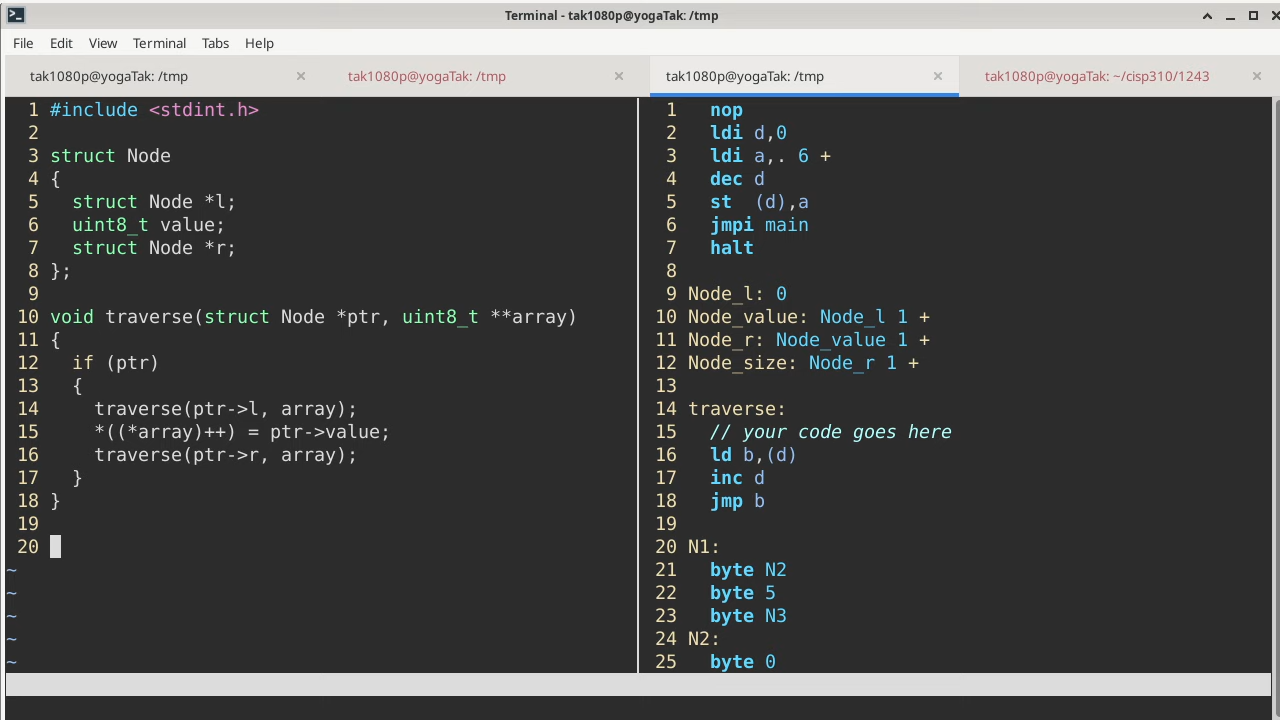 Terminal - tak1080p@yogaTak: /tmp
File Edit View Terminal Tabs Help
tak1080p@yogaTak: /tmp × tak1080p@yogaTak: /tmp × tak1080p@yogaTak: /tmp × tak1080p@yogaTak: ~/cisp310/1243 ×
1 #include <stdint.h>
2
3 struct Node
4 {
5   struct Node *l;
6   uint8_t value;
7   struct Node *r;
8 };
9
10 void traverse(struct Node *ptr, uint8_t **array)
11 {
12   if (ptr)
13   {
14     traverse(ptr->l, array);
15     *((*array)++) = ptr->value;
16     traverse(ptr->r, array);
17   }
18 }
19
20
~
~
~
~
~
1   nop
2   ldi d,0
3   ldi a,. 6 +
4   dec d
5   st  (d),a
6   jmpi main
7   halt
8
9 Node_l: 0
10 Node_value: Node_l 1 +
11 Node_r: Node_value 1 +
12 Node_size: Node_r 1 +
13
14 traverse:
15   // your code goes here
16   ld b,(d)
17   inc d
18   jmp b
19
20 N1:
21   byte N2
22   byte 5
23   byte N3
24 N2:
25   byte 0